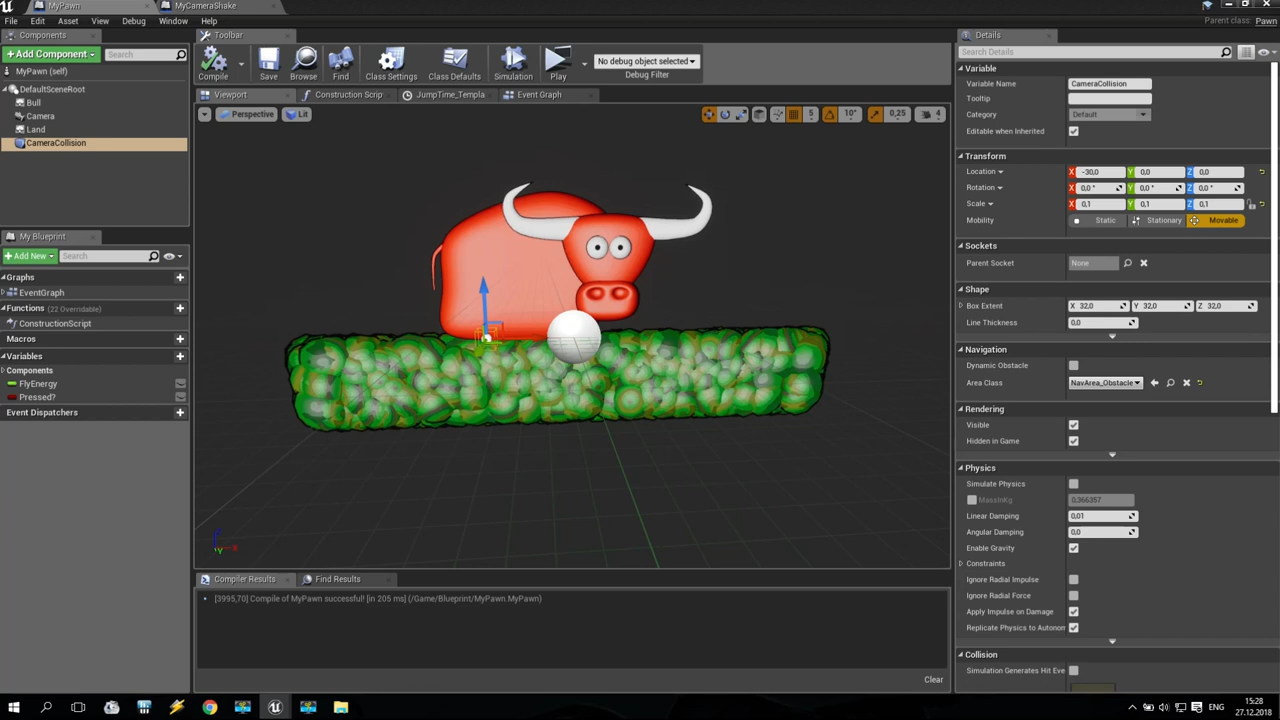 MyPawn
MyCameraShake
File Edit Asset View Debug Window Help
Parent class: Pawn
Components
+Add Component
Search
MyPawn (self)
DefaultSceneRoot
Bull
Camera
Land
CameraCollision
My Blueprint
+Add New
Search
Graphs
EventGraph
Functions (22 Overridable)
ConstructionScript
Macros
Variables
Components
FlyEnergy
Pressed?
Event Dispatchers
Toolbar
Compile
Save
Browse
Find
Class Settings
Class Defaults
Simulation
Play
No debug object selected
Debug Filter
Viewport
Construction Scrip
JumpTime_Templa
Event Graph
Perspective
Lit
5
10°
0,25
4
Z
X
Y
Compiler Results
Find Results
[3995,70] Compile of MyPawn successful! [in 205 ms] (/Game/Blueprint/MyPawn.MyPawn)
Clear
Details
Search Details
Variable
Variable Name CameraCollision
Tooltip
Category Default
Editable when Inherited
Transform
Location X -30,0 Y 0,0 Z 0,0
Rotation X 0,0 ° Y 0,0 ° Z 0,0 °
Scale X 0,1 Y 0,1 Z 0,1
Mobility Static Stationary Movable
Sockets
Parent Socket None
Shape
Box Extent X 32,0 Y 32,0 Z 32,0
Line Thickness 0,0
Navigation
Dynamic Obstacle
Area Class NavArea_Obstacle
Rendering
Visible
Hidden in Game
Physics
Simulate Physics
MassInKg 0,366357
Linear Damping 0,01
Angular Damping 0,0
Enable Gravity
Constraints
Ignore Radial Impulse
Ignore Radial Force
Apply Impulse on Damage
Replicate Physics to Autonom
Collision
Simulation Generates Hit Eve
ENG
15:28
27.12.2018